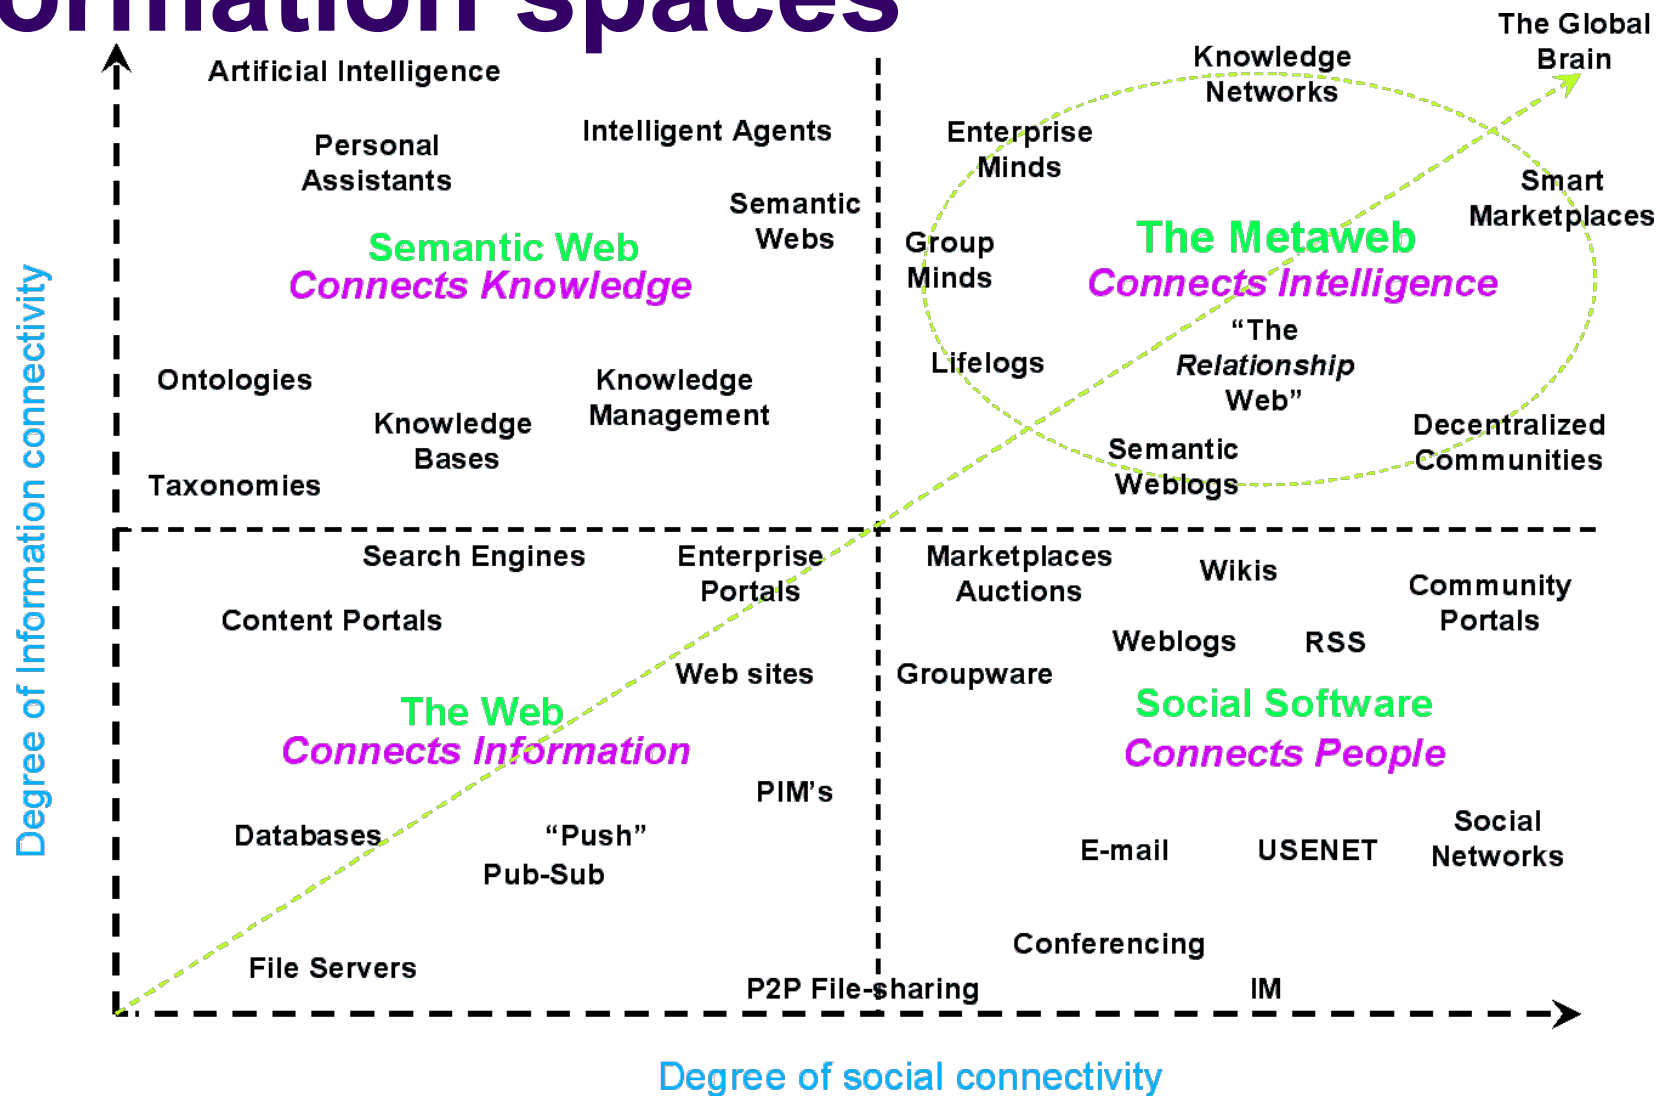 ormation spaces
The Global
Brain
Artificial Intelligence
Knowledge
Networks
Personal
Assistants
Intelligent Agents
Enterprise
Minds
Semantic
Webs
Smart
Marketplaces
Semantic Web
Connects Knowledge
Group
Minds
The Metaweb
Connects Intelligence
“The
Relationship
Web”
Lifelogs
Ontologies
Knowledge
Bases
Knowledge
Management
Taxonomies
Semantic
Weblogs
Decentralized
Communities
Degree of Information connectivity
Search Engines
Enterprise
Portals
Content Portals
Web sites
The Web
Connects Information
PIM’s
Databases
“Push”
Pub-Sub
File Servers
P2P File-sharing
Marketplaces
Auctions
Wikis
Community
Portals
Weblogs
RSS
Groupware
Social Software
Connects People
E-mail
USENET
Social
Networks
Conferencing
IM
Degree of social connectivity